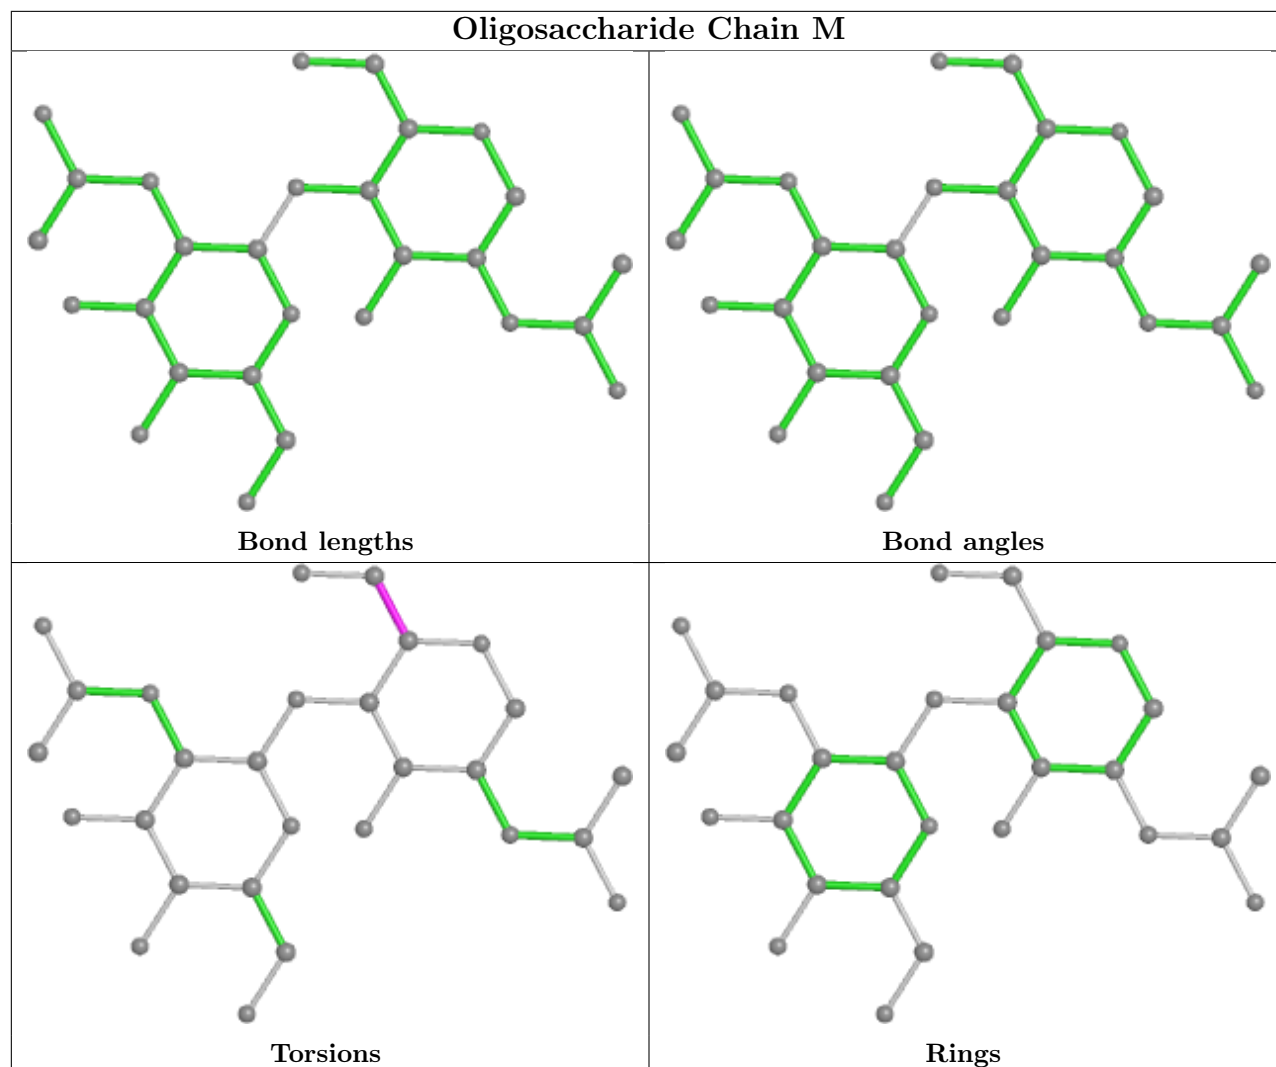 Oligosaccharide Chain M
Bond lengths
Bond angles
Torsions
Rings